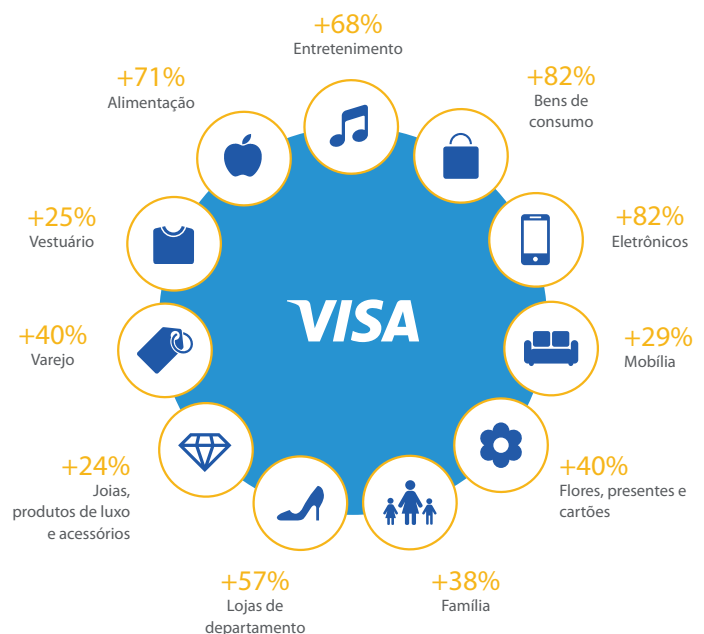 +68%
Entretenimento
+82%
Bens de
consumo
+82%
Eletrônicos
+29%
Mobília
+40%
Flores, presentes e
cartões
+38%
Família
+57%
Lojas de
departamento
+24%
Joias,
produtos de luxo
e acessórios
+40%
Varejo
+25%
Vestuário
+71%
Alimentação
VISA